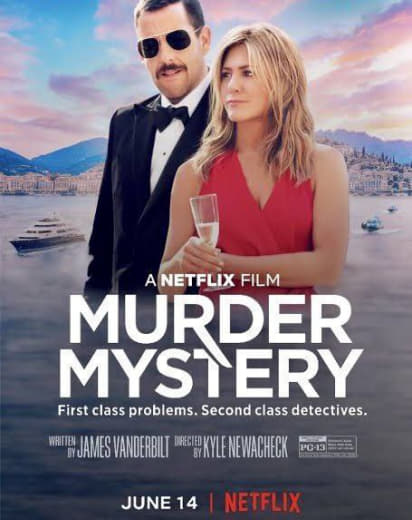 A NETFLIX FILM
MURDER
MYSTERY
First class problems. Second class detectives.
WRITTEN BY JAMES VANDERBILT DIRECTED BY KYLE NEWACHECK PG-13
JUNE 14 | NETFLIX